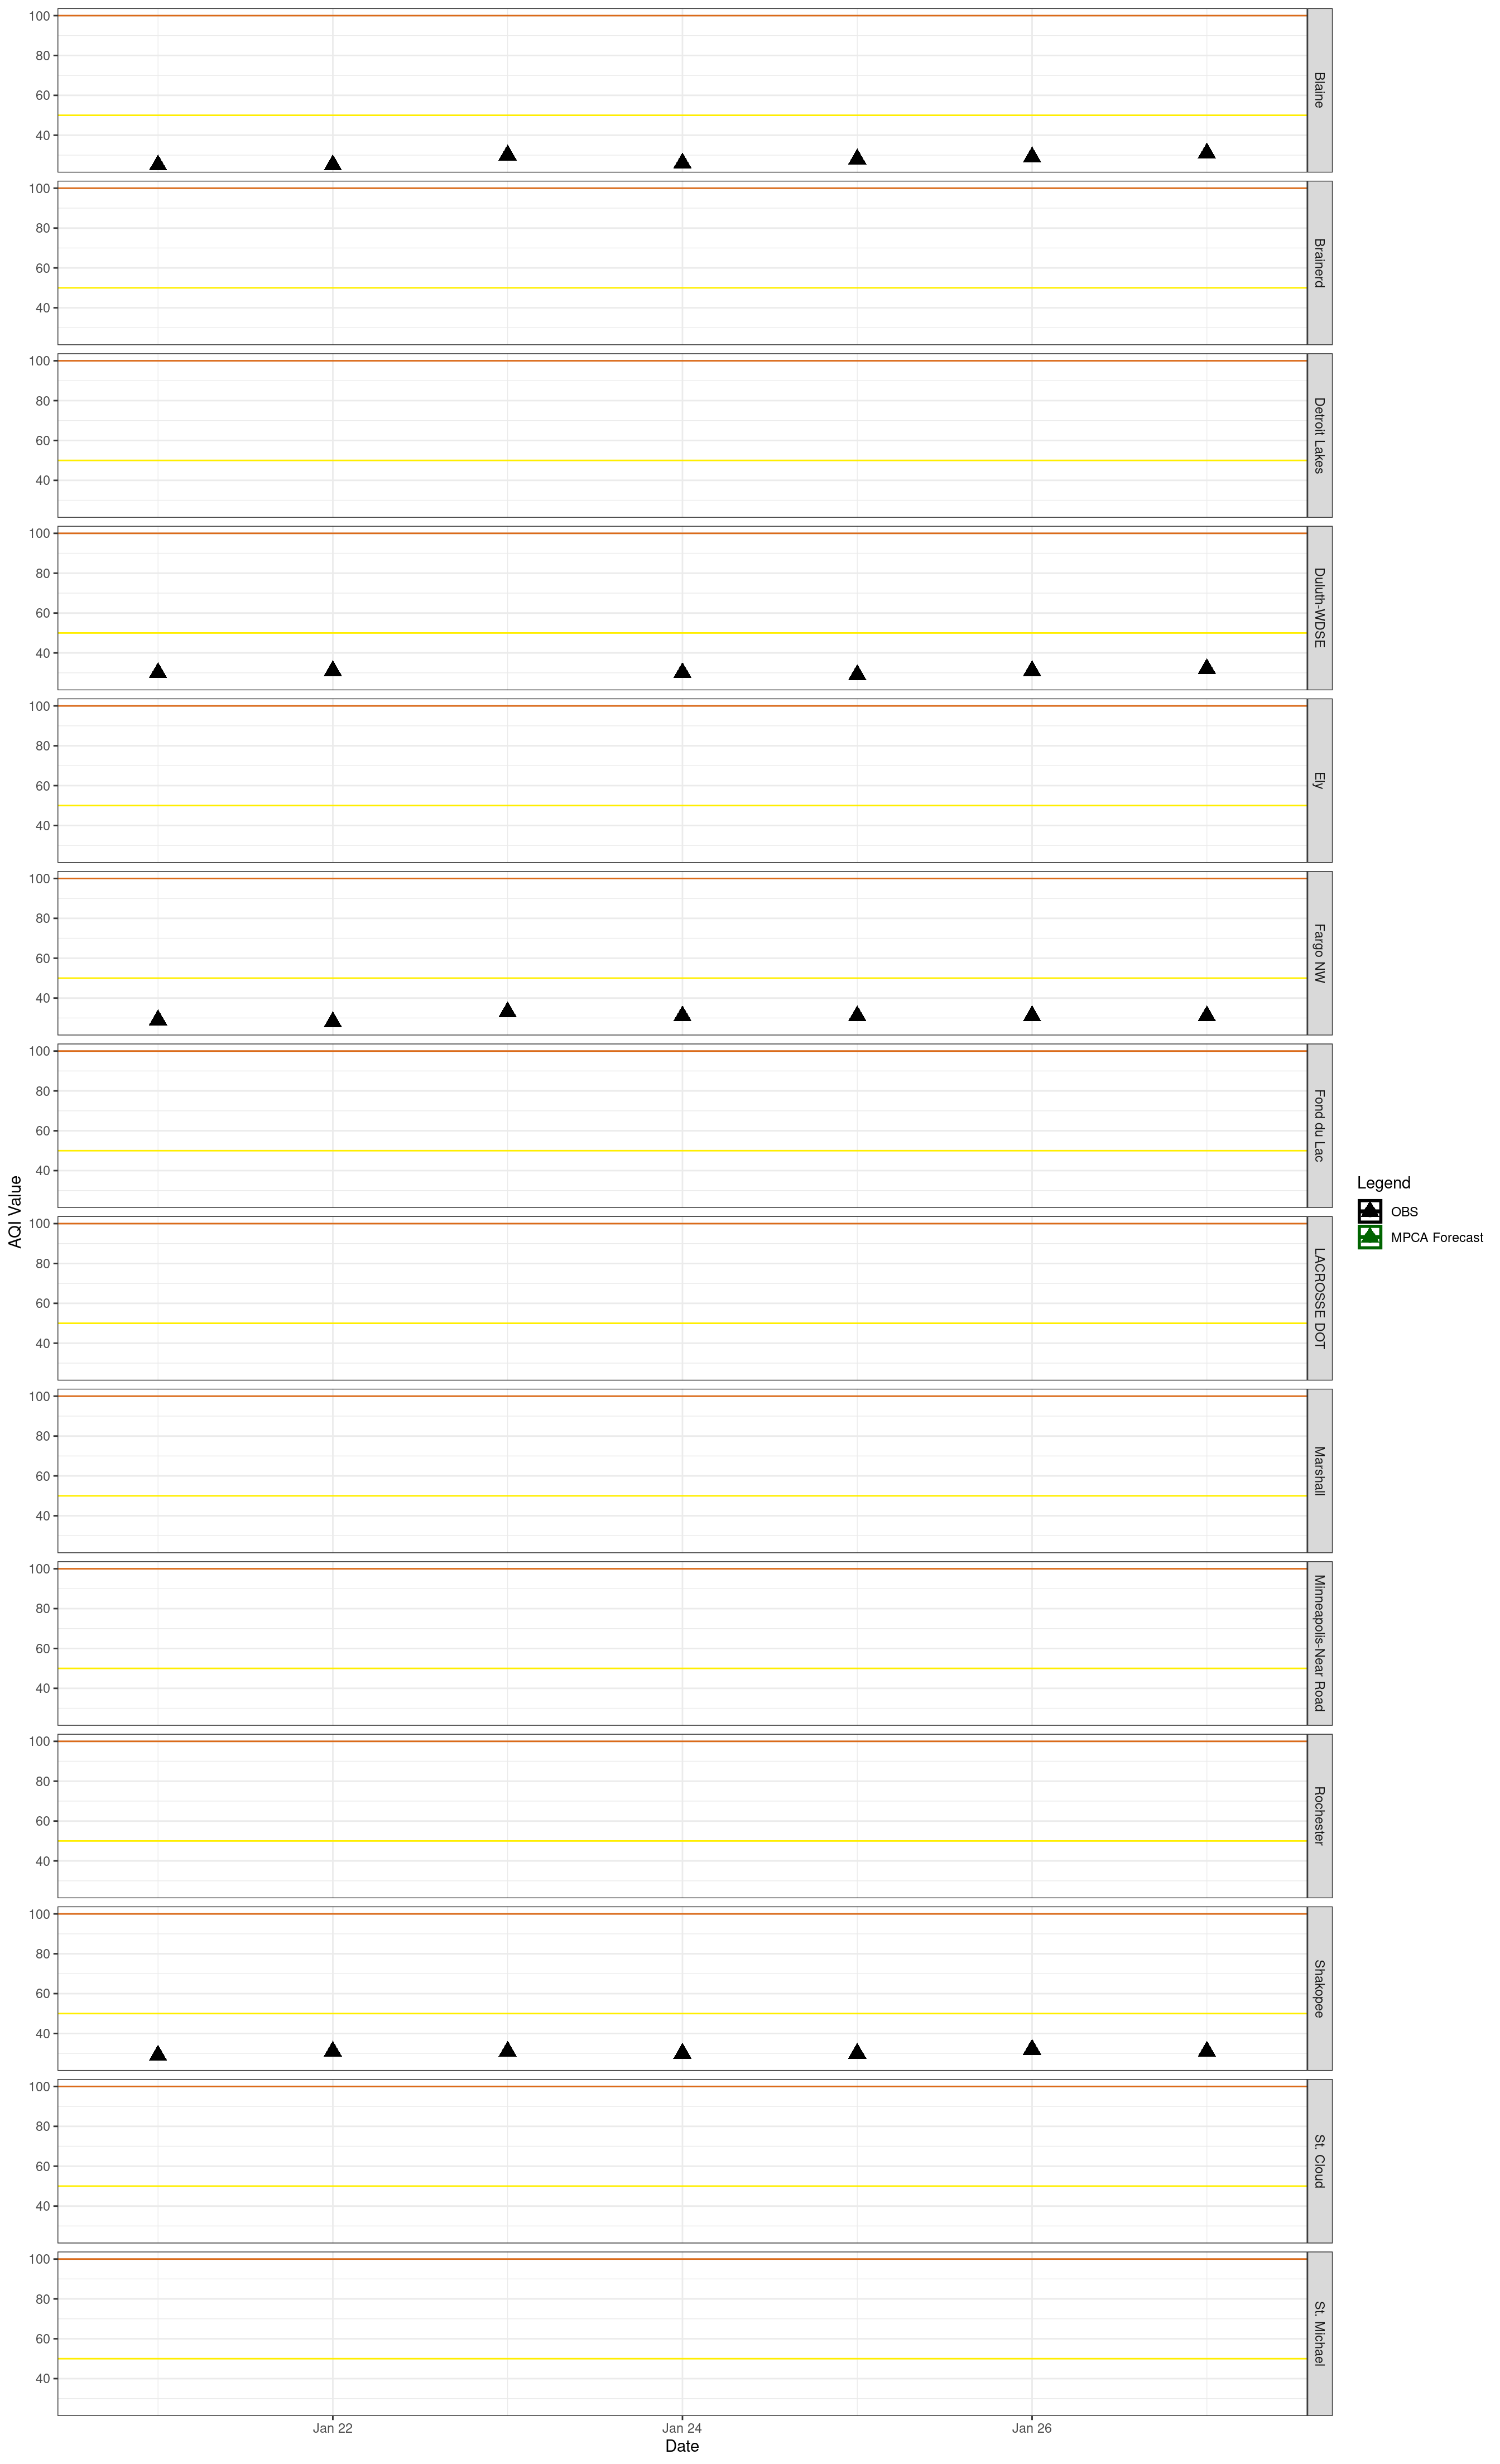 100
80
60
40
Blaine
100
80
60
40
Brainerd
100
80
60
40
Detroit Lakes
100
80
60
40
Duluth-WDSE
100
80
60
40
Ely
100
80
60
40
Fargo NW
100
80
60
40
Fond du Lac
100
80
60
40
LACROSSE DOT
100
80
60
40
Marshall
100
80
60
40
Minneapolis-Near Road
100
80
60
40
Rochester
100
80
60
40
Shakopee
100
80
60
40
St. Cloud
100
80
60
40
St. Michael
Jan 22
Jan 24
Jan 26
Date
AQI Value
Legend
OBS
MPCA Forecast